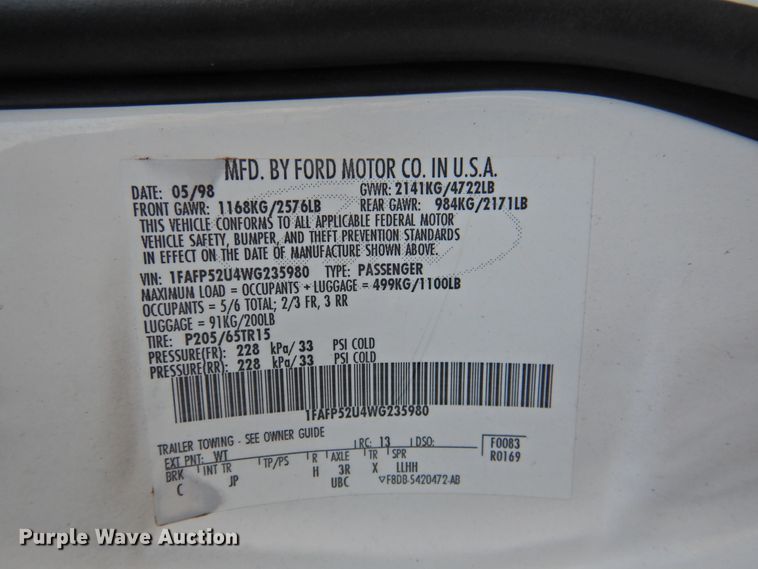 MFD. BY FORD MOTOR CO. IN U.S.A.
DATE: 05/98 GVWR: 2141KG/4722LB
FRONT GAWR: 1168KG/2576LB REAR GAWR: 984KG/2171LB
THIS VEHICLE CONFORMS TO ALL APPLICABLE FEDERAL MOTOR
VEHICLE SAFETY, BUMPER, AND THEFT PREVENTION STANDARDS
IN EFFECT ON THE DATE OF MANUFACTURE SHOWN ABOVE.
VIN: 1FAFP52U4WG235980 TYPE: PASSENGER
MAXIMUM LOAD = OCCUPANTS + LUGGAGE = 499KG/1100LB
OCCUPANTS = 5/6 TOTAL; 2/3 FR, 3 RR
LUGGAGE = 91KG/200LB
TIRE: P205/65TR15
PRESSURE(FR) 228 kPa/33 PSI COLD
PRESSURE(RR) 228 kPa/33 PSI COLD
1FAFP52U4WG235980
TRAILER TOWING - SEE OWNER GUIDE
EXT PNT: WT RC: 13 DSO: F0083
BRK INT TR TP/PS R AXLE TR SPR R0169
C JP H 3R X LLHH
UBC ▽F8DB-5420472-AB
Purple Wave Auction